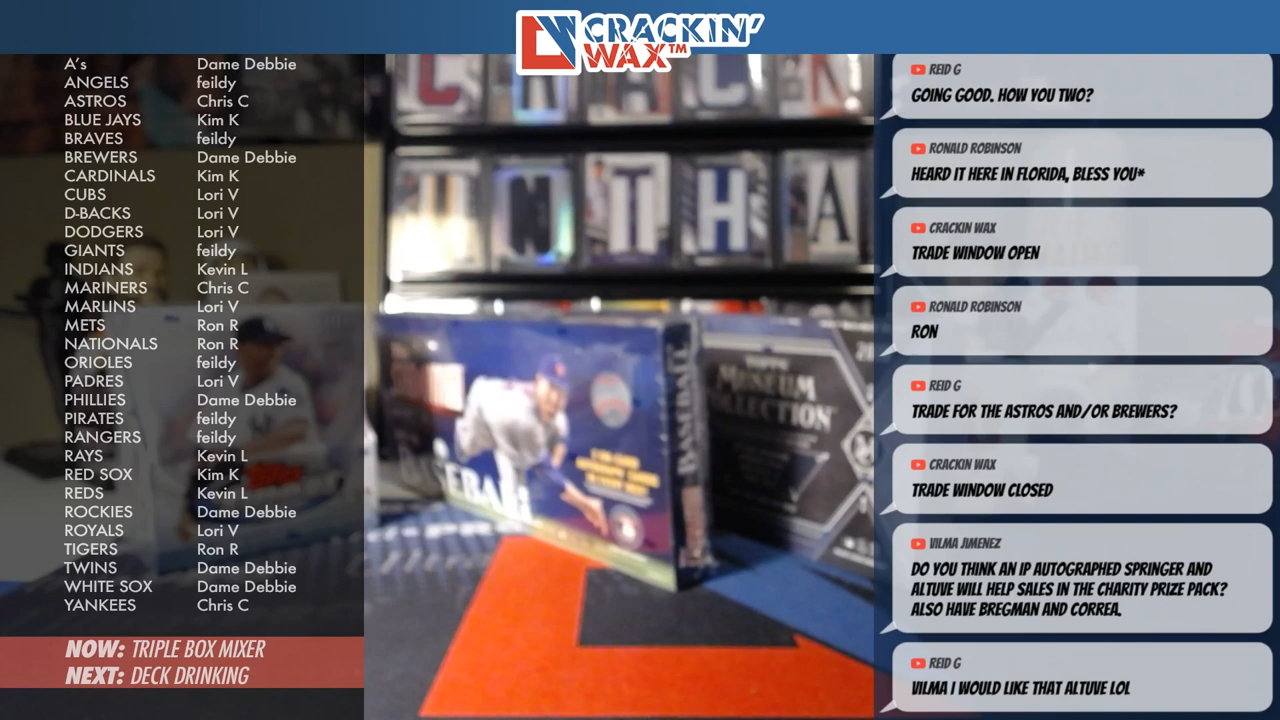 CRACKIN'
WAX™
A's Dame Debbie
ANGELS feildy
ASTROS Chris C
BLUE JAYS Kim K
BRAVES feildy
BREWERS Dame Debbie
CARDINALS Kim K
CUBS Lori V
D-BACKS Lori V
DODGERS Lori V
GIANTS feildy
INDIANS Kevin L
MARINERS Chris C
MARLINS Lori V
METS Ron R
NATIONALS Ron R
ORIOLES feildy
PADRES Lori V
PHILLIES Dame Debbie
PIRATES feildy
RANGERS feildy
RAYS Kevin L
RED SOX Kim K
REDS Kevin L
ROCKIES Dame Debbie
ROYALS Lori V
TIGERS Ron R
TWINS Dame Debbie
WHITE SOX Dame Debbie
YANKEES Chris C
NOW: TRIPLE BOX MIXER
NEXT: DECK DRINKING
N T H A
BASEBALL
TOPPS
MUSEUM
COLLECTION
REID G
GOING GOOD. HOW YOU TWO?
RONALD ROBINSON
HEARD IT HERE IN FLORIDA, BLESS YOU*
CRACKIN WAX
TRADE WINDOW OPEN
RONALD ROBINSON
RON
REID G
TRADE FOR THE ASTROS AND/OR BREWERS?
CRACKIN WAX
TRADE WINDOW CLOSED
VILMA JIMENEZ
DO YOU THINK AN IP AUTOGRAPHED SPRINGER AND
ALTUVE WILL HELP SALES IN THE CHARITY PRIZE PACK?
ALSO HAVE BREGMAN AND CORREA.
REID G
VILMA I WOULD LIKE THAT ALTUVE LOL